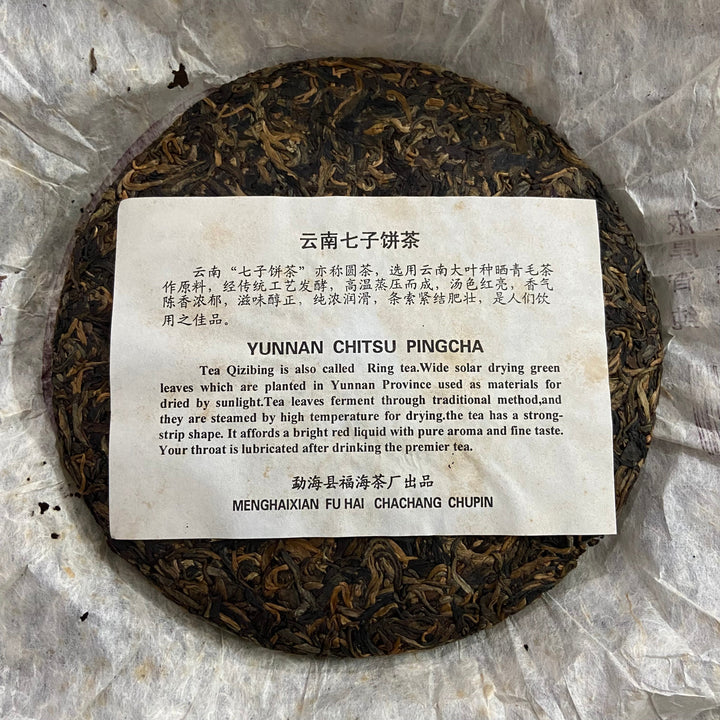 云南七子饼茶
云南“七子饼茶”亦称圆茶，选用云南大叶种晒青毛茶
作原料，经传统工艺发酵，高温蒸压而成，汤色红亮，香气
陈香浓郁，滋味醇正，纯浓润滑，条索紧结肥壮，是人们饮
用之佳品。
YUNNAN CHITSU PINGCHA
Tea Qizibing is also called Ring tea.Wide solar drying green
leaves which are planted in Yunnan Province used as materials for
dried by sunlight.Tea leaves ferment through traditional method,and
they are steamed by high temperature for drying.the tea has a strong-
strip shape. It affords a bright red liquid with pure aroma and fine taste.
Your throat is lubricated after drinking the premier tea.
勐海县福海茶厂出品
MENGHAIXIAN FU HAI CHACHANG CHUPIN